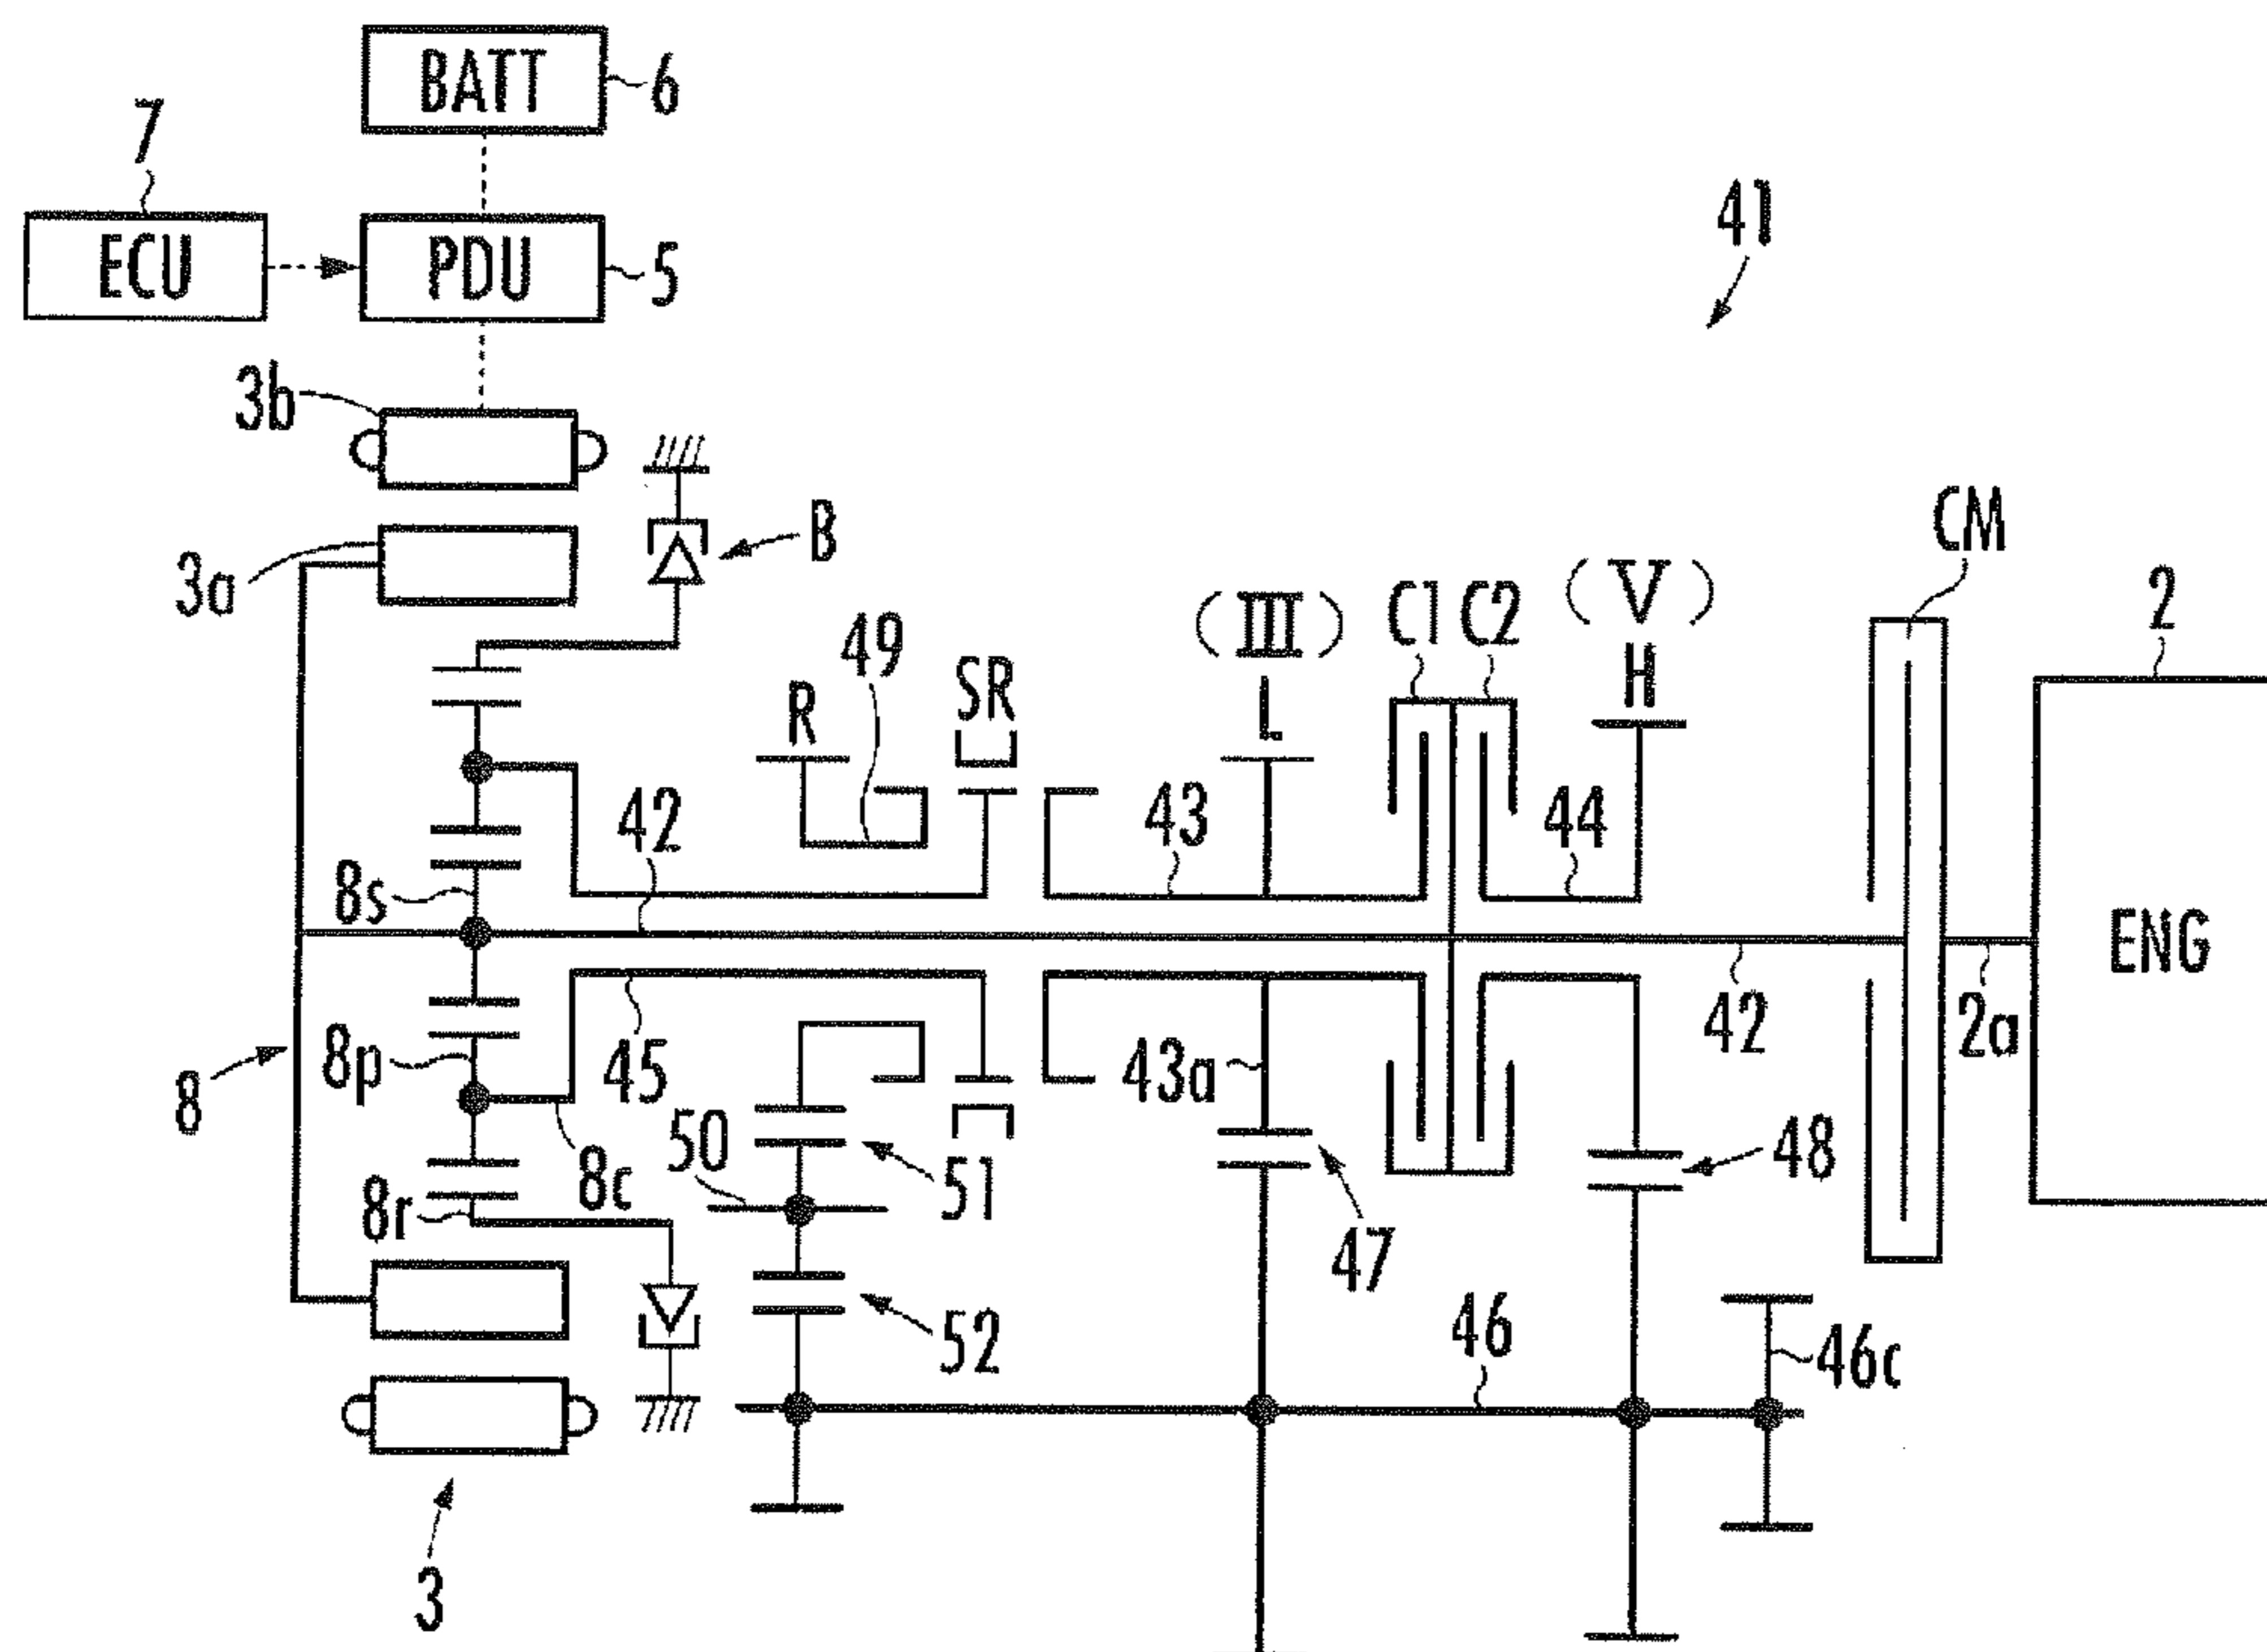 BATT
6
7
ECU
PDU
5
41
3b
3a
B
CM
2
(III)
C1
C2
(V)
49
R
SR
L
H
42
43
44
8s
ENG
8
8p
45
43a
42
2a
50
8c
51
48
8r
47
52
46
46c
3